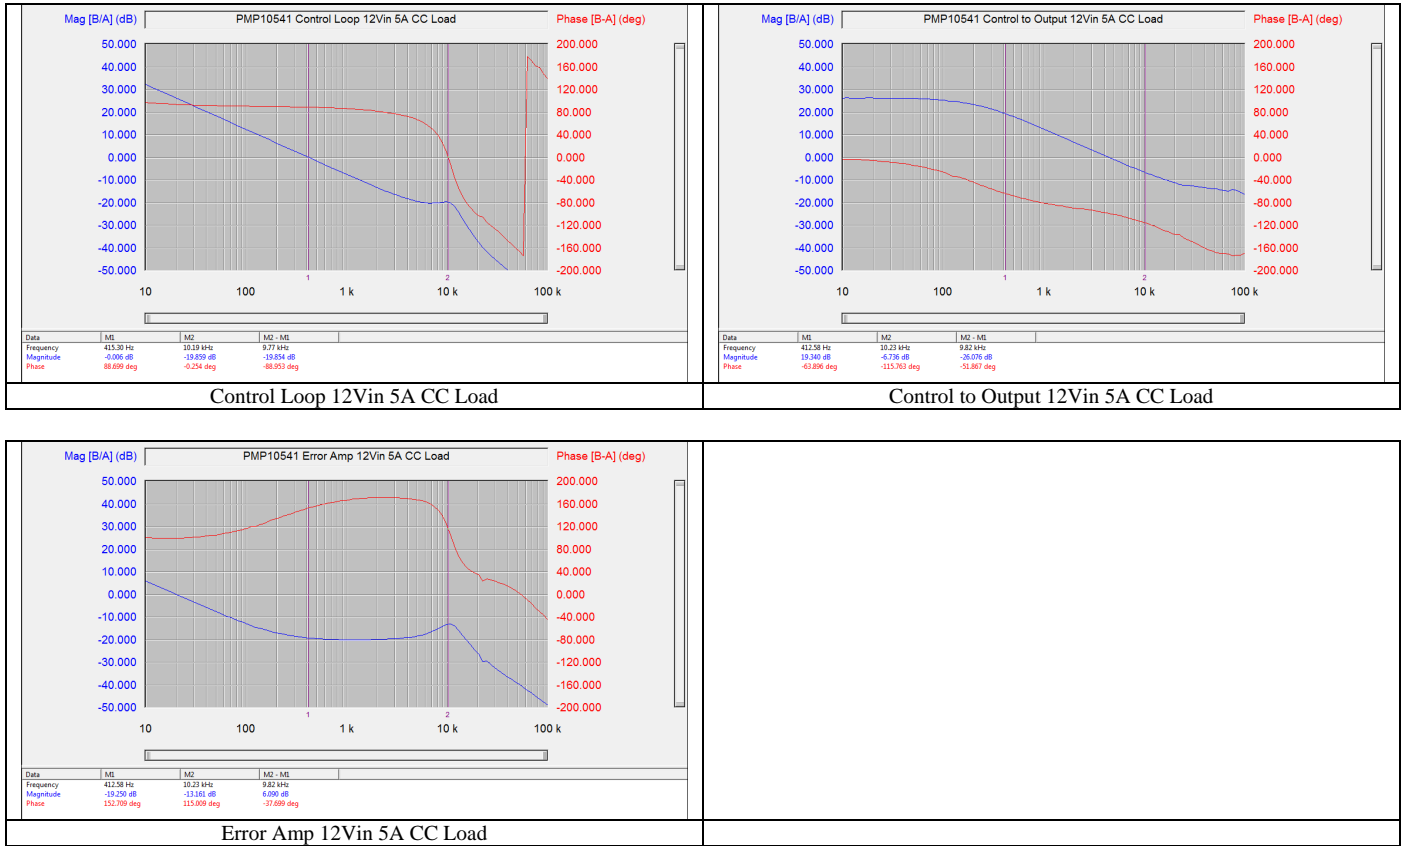 Mag [B/A] (dB) PMP10541 Control Loop 12Vin 5A CC Load Phase [B-A] (deg)
50.000 200.000
40.000 160.000
30.000 120.000
20.000 80.000
10.000 40.000
0.000 0.000
-10.000 -40.000
-20.000 -80.000
-30.000 -120.000
-40.000 -160.000
-50.000 -200.000
1 2
10 100 1 k 10 k 100 k
Data M1 M2 M2 - M1
Frequency 415.30 Hz 10.19 kHz 9.77 kHz
Magnitude -0.006 dB -19.859 dB -19.854 dB
Phase 88.699 deg -0.254 deg -88.953 deg
Control Loop 12Vin 5A CC Load
Mag [B/A] (dB) PMP10541 Control to Output 12Vin 5A CC Load Phase [B-A] (deg)
50.000 200.000
40.000 160.000
30.000 120.000
20.000 80.000
10.000 40.000
0.000 0.000
-10.000 -40.000
-20.000 -80.000
-30.000 -120.000
-40.000 -160.000
-50.000 -200.000
1 2
10 100 1 k 10 k 100 k
Data M1 M2 M2 - M1
Frequency 412.58 Hz 10.23 kHz 9.82 kHz
Magnitude 19.340 dB -6.736 dB -26.076 dB
Phase -63.896 deg -115.763 deg -51.867 deg
Control to Output 12Vin 5A CC Load
Mag [B/A] (dB) PMP10541 Error Amp 12Vin 5A CC Load Phase [B-A] (deg)
50.000 200.000
40.000 160.000
30.000 120.000
20.000 80.000
10.000 40.000
0.000 0.000
-10.000 -40.000
-20.000 -80.000
-30.000 -120.000
-40.000 -160.000
-50.000 -200.000
1 2
10 100 1 k 10 k 100 k
Data M1 M2 M2 - M1
Frequency 412.58 Hz 10.23 kHz 9.82 kHz
Magnitude -19.250 dB -13.161 dB 6.090 dB
Phase 152.709 deg 115.009 deg -37.699 deg
Error Amp 12Vin 5A CC Load